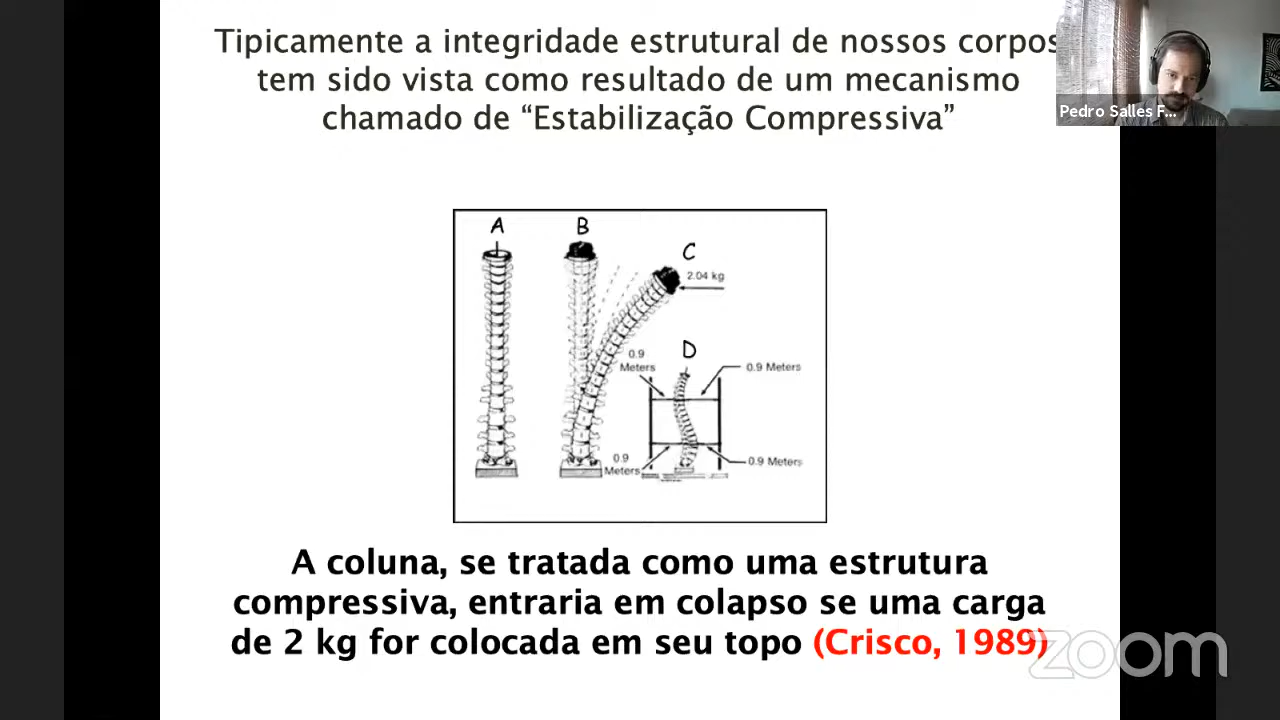 Tipicamente a integridade estrutural de nossos corpos
tem sido vista como resultado de um mecanismo
chamado de “Estabilização Compressiva”
Pedro Salles F...
A
B
C
2.04 kg
D
0.9
Meters
0.9 Meters
0.9
Meters
0.9 Meters
A coluna, se tratada como uma estrutura
compressiva, entraria em colapso se uma carga
de 2 kg for colocada em seu topo (Crisco, 1989)
zoom